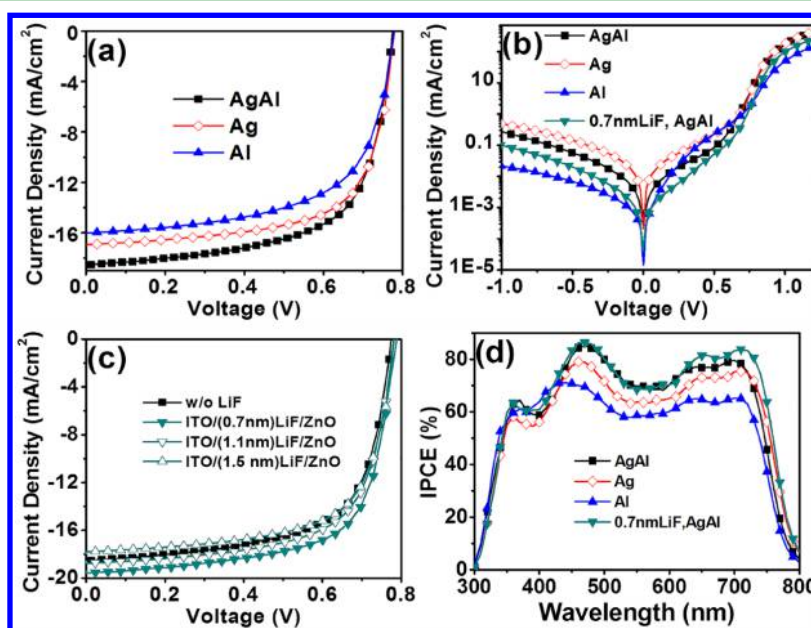 (a)
0
-4
-8
-12
-16
Current Density (mA/cm²)
AgAl
Ag
Al
0.0 0.2 0.4 0.6 0.8
Voltage (V)
(b)
100
0.1
1E-3
1E-5
Current Density (mA/cm²)
AgAl
Ag
Al
0.7nmLiF, AgAl
-1.0 -0.5 0.0 0.5 1.0
Voltage (V)
(c)
0
-4
-8
-12
-16
-20
Current Density (mA/cm²)
w/o LiF
ITO/(0.7nm)LiF/ZnO
ITO/(1.1nm)LiF/ZnO
ITO/(1.5 nm)LiF/ZnO
0.0 0.2 0.4 0.6 0.8
Voltage (V)
(d)
80
60
40
20
0
IPCE (%)
AgAl
Ag
Al
0.7nmLiF,AgAl
300 400 500 600 700 800
Wavelength (nm)